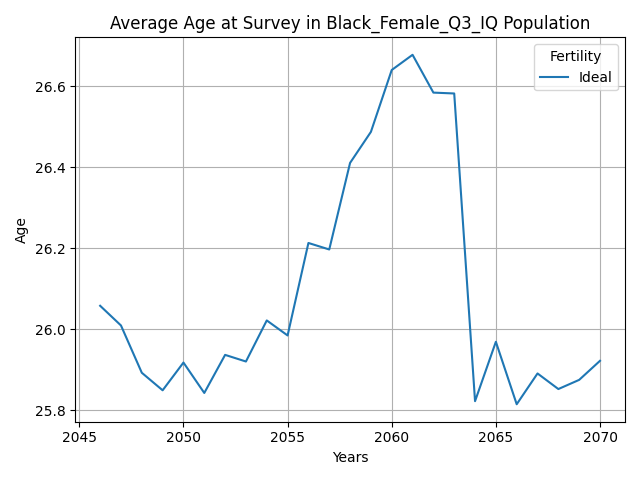 Average Age at Survey in Black_Female_Q3_IQ Population
Fertility
Ideal
26.6
26.4
26.2
26.0
25.8
Age
2045 2050 2055 2060 2065 2070
Years